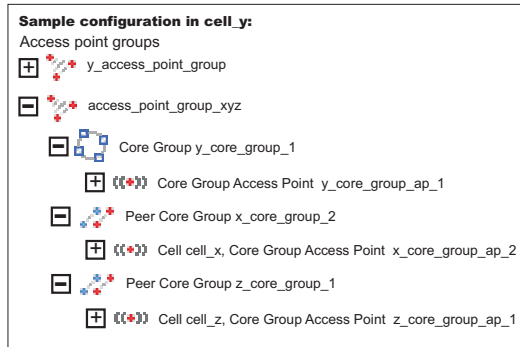 Sample configuration in cell_y:
Access point groups
y_access_point_group
access_point_group_xyz
Core Group y_core_group_1
Core Group Access Point y_core_group_ap_1
Peer Core Group x_core_group_2
Cell cell_x, Core Group Access Point x_core_group_ap_2
Peer Core Group z_core_group_1
Cell cell_z, Core Group Access Point z_core_group_ap_1